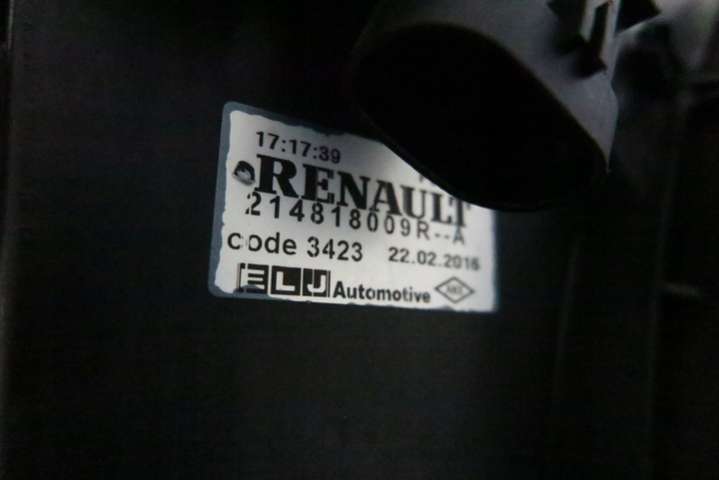 17:17:39
RENAULT
214818009R--A
code 3423 22.02.2016
ELJ Automotive